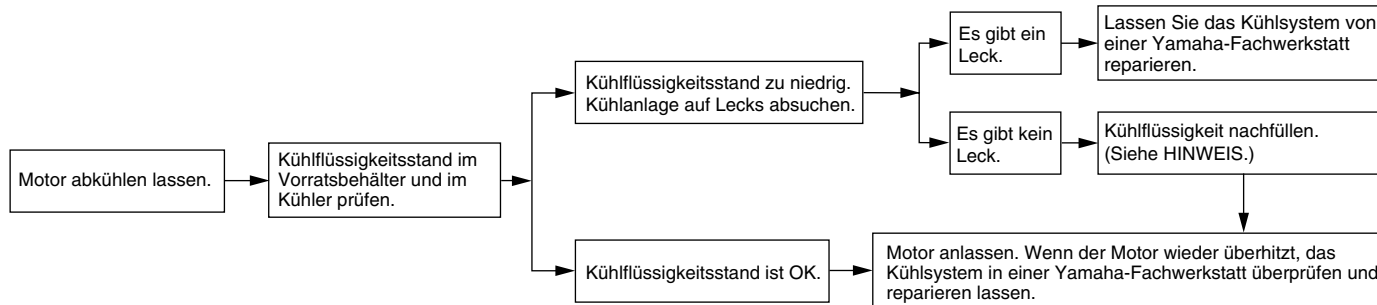 Motor abkühlen lassen.
Kühlflüssigkeitsstand im
Vorratsbehälter und im
Kühler prüfen.
Kühlflüssigkeitsstand zu niedrig.
Kühlanlage auf Lecks absuchen.
Es gibt ein
Leck.
Lassen Sie das Kühlsystem von
einer Yamaha-Fachwerkstatt
reparieren.
Es gibt kein
Leck.
Kühlflüssigkeit nachfüllen.
(Siehe HINWEIS.)
Kühlflüssigkeitsstand ist OK.
Motor anlassen. Wenn der Motor wieder überhitzt, das
Kühlsystem in einer Yamaha-Fachwerkstatt überprüfen und
reparieren lassen.